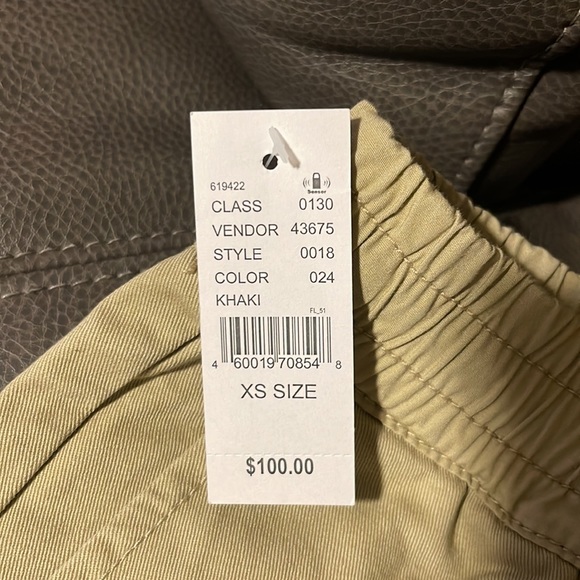 619422
Sensor
CLASS 0130
VENDOR 43675
STYLE 0018
COLOR 024
KHAKI
FL_51
4 60019 70854 8
XS SIZE
$100.00